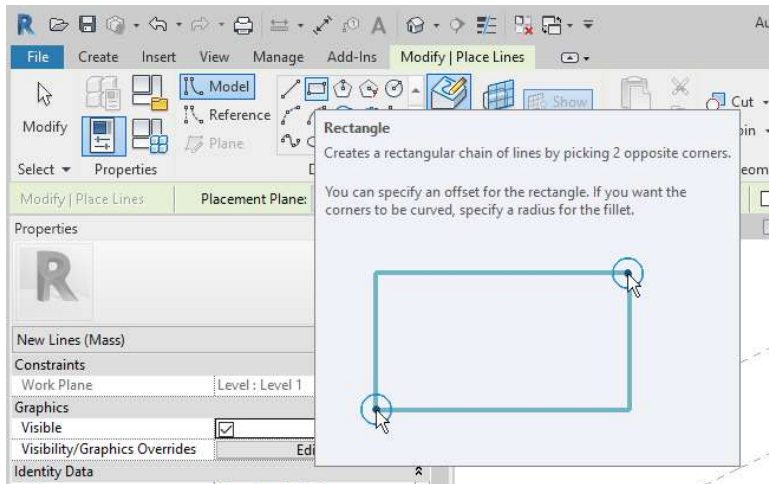 Au
File Create Insert View Manage Add-Ins Modify | Place Lines
Model
Reference
Plane
Modify
Show
Cut
Select Properties
Rectangle
Creates a rectangular chain of lines by picking 2 opposite corners.
You can specify an offset for the rectangle. If you want the
corners to be curved, specify a radius for the fillet.
Modify | Place Lines Placement Plane:
Properties
New Lines (Mass)
Constraints
Work Plane Level : Level 1
Graphics
Visible
Visibility/Graphics Overrides Edi
Identity Data